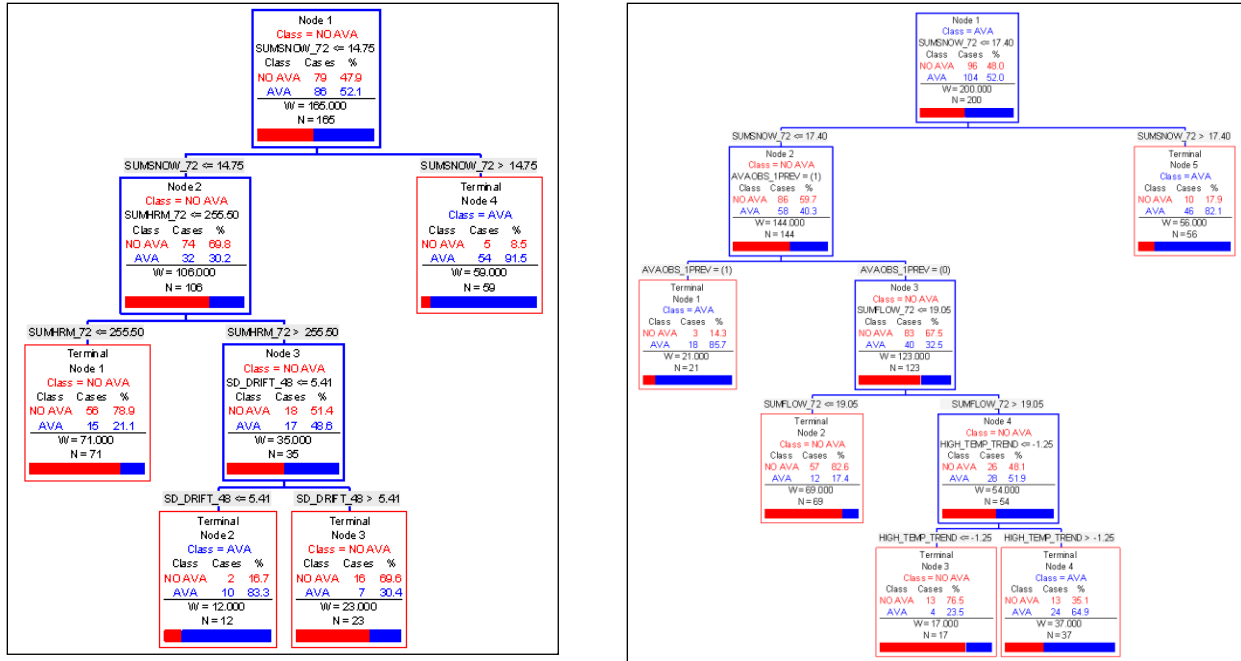 Node 1
Class = NO AVA
SUMSNOW_72 <= 14.75
Class Cases %
NO AVA 79 47.9
AVA 86 52.1
W = 165.000
N = 165
SUMSNOW_72 <= 14.75
SUMSNOW_72 > 14.75
Node 2
Class = NO AVA
SUMHRM_72 <= 255.50
Class Cases %
NO AVA 74 69.8
AVA 32 30.2
W = 106.000
N = 106
Terminal
Node 4
Class = AVA
Class Cases %
NO AVA 5 8.5
AVA 54 91.5
W = 59.000
N = 59
SUMHRM_72 <= 255.50
SUMHRM_72 > 255.50
Terminal
Node 1
Class = NO AVA
Class Cases %
NO AVA 56 78.9
AVA 15 21.1
W = 71.000
N = 71
Node 3
Class = NO AVA
SD_DRIFT_48 <= 5.41
Class Cases %
NO AVA 18 51.4
AVA 17 48.6
W = 35.000
N = 35
SD_DRIFT_48 <= 5.41
SD_DRIFT_48 > 5.41
Terminal
Node 2
Class = AVA
Class Cases %
NO AVA 2 16.7
AVA 10 83.3
W = 12.000
N = 12
Terminal
Node 3
Class = NO AVA
Class Cases %
NO AVA 16 69.6
AVA 7 30.4
W = 23.000
N = 23
Node 1
Class = AVA
SUMSNOW_72 <= 17.40
Class Cases %
NO AVA 96 48.0
AVA 104 52.0
W = 200.000
N = 200
SUMSNOW_72 <= 17.40
SUMSNOW_72 > 17.40
Node 2
Class = NO AVA
AVAOBS_1PREV = (1)
Class Cases %
NO AVA 86 59.7
AVA 58 40.3
W = 144.000
N = 144
Terminal
Node 5
Class = AVA
Class Cases %
NO AVA 10 17.9
AVA 46 82.1
W = 56.000
N = 56
AVAOBS_1PREV = (1)
AVAOBS_1PREV = (0)
Terminal
Node 1
Class = AVA
Class Cases %
NO AVA 3 14.3
AVA 18 85.7
W = 21.000
N = 21
Node 3
Class = NO AVA
SUMFLOW_72 <= 19.05
Class Cases %
NO AVA 83 67.5
AVA 40 32.5
W = 123.000
N = 123
SUMFLOW_72 <= 19.05
SUMFLOW_72 > 19.05
Terminal
Node 2
Class = NO AVA
Class Cases %
NO AVA 57 82.6
AVA 12 17.4
W = 69.000
N = 69
Node 4
Class = NO AVA
HIGH_TEMP_TREND <= -1.25
Class Cases %
NO AVA 26 48.1
AVA 28 51.9
W = 54.000
N = 54
HIGH_TEMP_TREND <= -1.25
HIGH_TEMP_TREND > -1.25
Terminal
Node 3
Class = NO AVA
Class Cases %
NO AVA 13 76.5
AVA 4 23.5
W = 17.000
N = 17
Terminal
Node 4
Class = AVA
Class Cases %
NO AVA 13 35.1
AVA 24 64.9
W = 37.000
N = 37